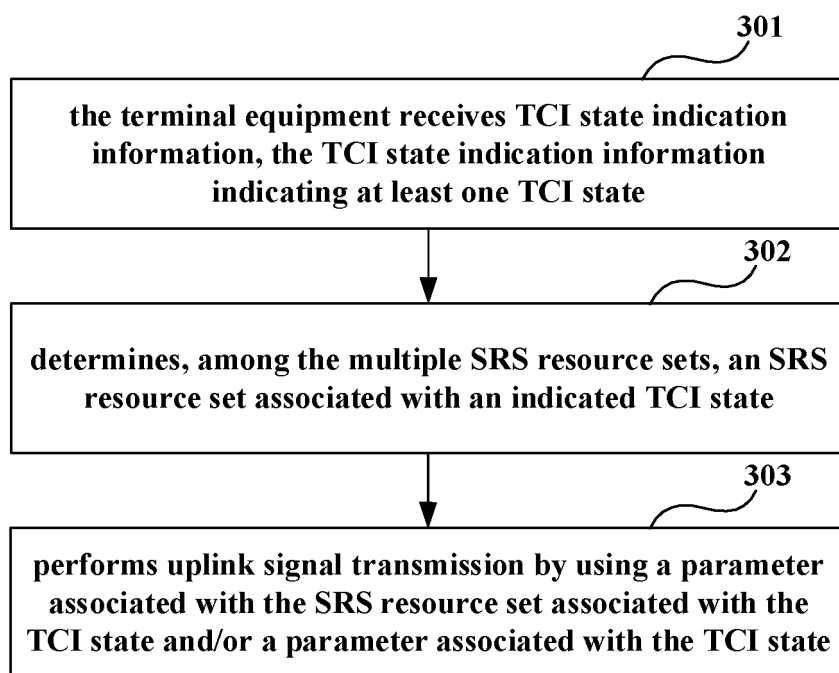 301
the terminal equipment receives TCI state indication
information, the TCI state indication information
indicating at least one TCI state
302
determines, among the multiple SRS resource sets, an SRS
resource set associated with an indicated TCI state
303
performs uplink signal transmission by using a parameter
associated with the SRS resource set associated with the
TCI state and/or a parameter associated with the TCI state